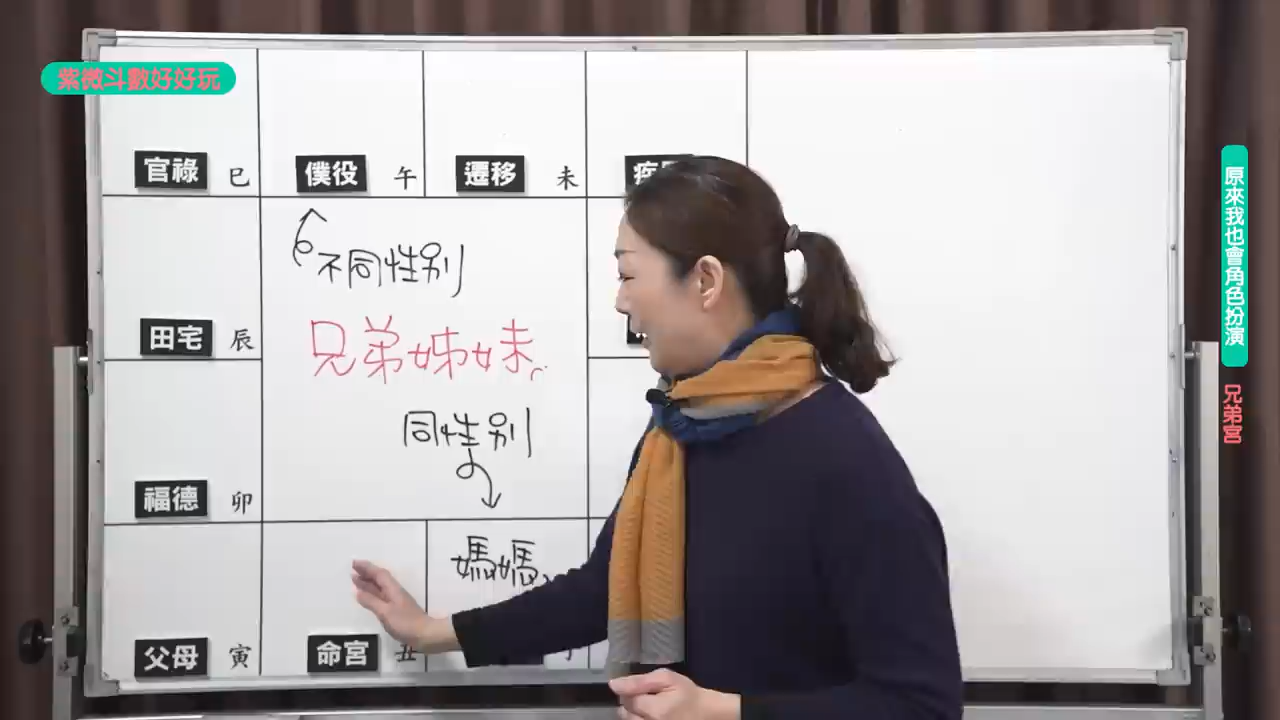 紫微斗數好好玩
原來我也會角色扮演
兄弟宮
官祿 巳
僕役 午
遷移 未
不同性別
兄弟姊妹
田宅 辰
同性別
福德 卯
媽媽
父母 寅
命宮 丑